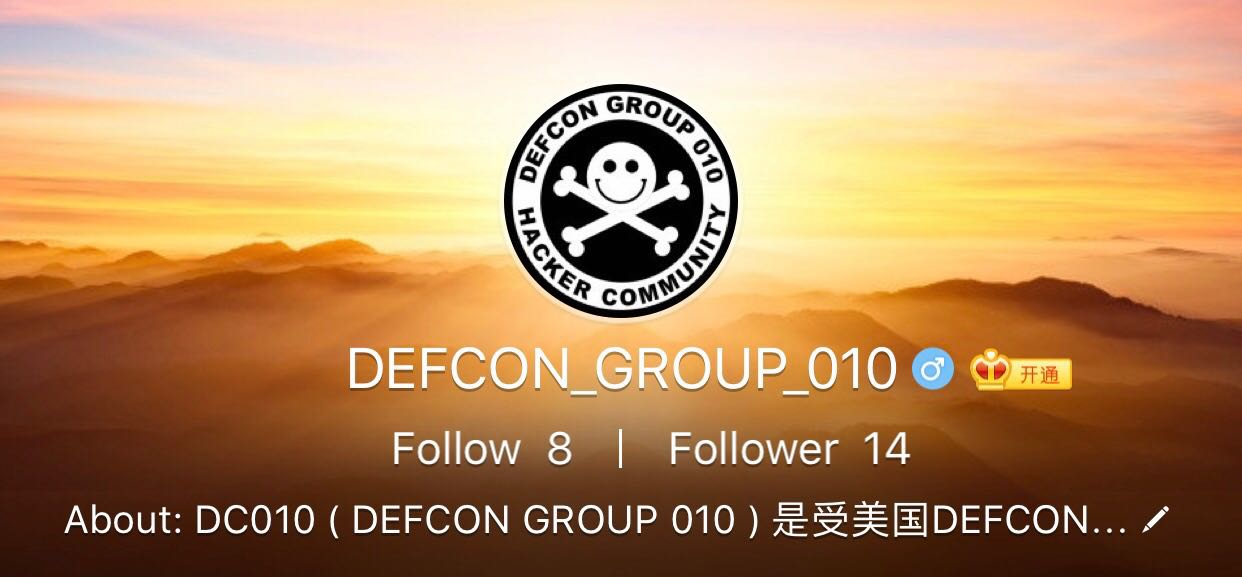 DEFCON GROUP 010
HACKER COMMUNITY
DEFCON_GROUP_010 开通
Follow 8 | Follower 14
About: DC010 ( DEFCON GROUP 010 ) 是受美国DEFCON...